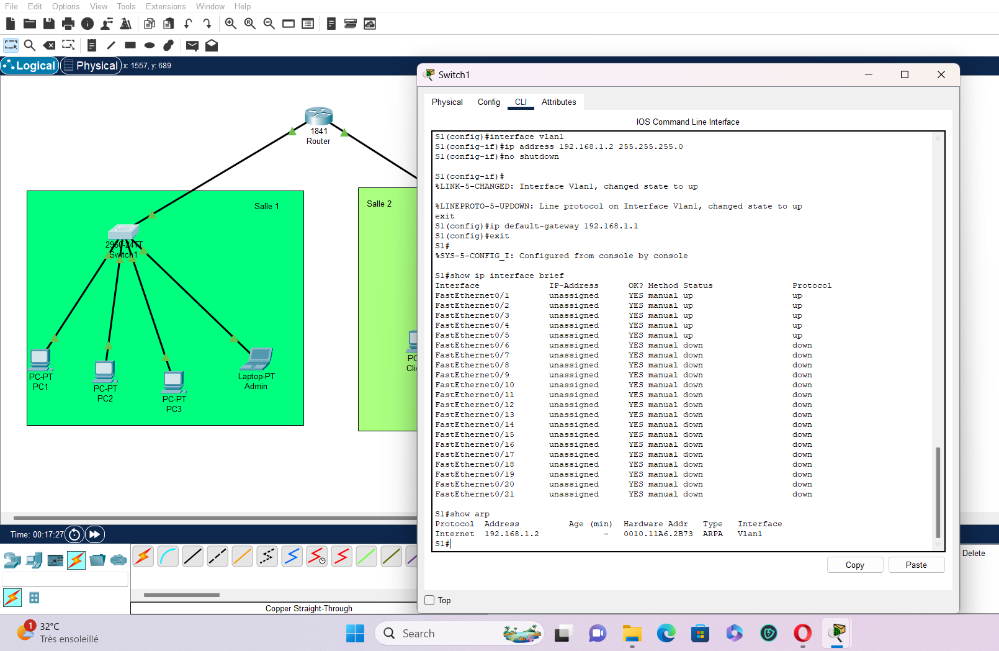 File Edit Options View Tools Extensions Window Help
Logical Physical x: 1557, y: 689
1841
Router
Salle 1
Salle 2
2960-24TT
Switch1
PC-PT
PC1
PC-PT
PC2
PC-PT
PC3
Laptop-PT
Admin
PC
Clie
Switch1
Physical Config CLI Attributes
IOS Command Line Interface
S1(config)#interface vlan1
S1(config-if)#ip address 192.168.1.2 255.255.255.0
S1(config-if)#no shutdown
S1(config-if)#
%LINK-5-CHANGED: Interface Vlan1, changed state to up
%LINEPROTO-5-UPDOWN: Line protocol on Interface Vlan1, changed state to up
exit
S1(config)#ip default-gateway 192.168.1.1
S1(config)#exit
S1#
%SYS-5-CONFIG_I: Configured from console by console
S1#show ip interface brief
Interface IP-Address OK? Method Status Protocol
FastEthernet0/1 unassigned YES manual up up
FastEthernet0/2 unassigned YES manual up up
FastEthernet0/3 unassigned YES manual up up
FastEthernet0/4 unassigned YES manual up up
FastEthernet0/5 unassigned YES manual up up
FastEthernet0/6 unassigned YES manual down down
FastEthernet0/7 unassigned YES manual down down
FastEthernet0/8 unassigned YES manual down down
FastEthernet0/9 unassigned YES manual down down
FastEthernet0/10 unassigned YES manual down down
FastEthernet0/11 unassigned YES manual down down
FastEthernet0/12 unassigned YES manual down down
FastEthernet0/13 unassigned YES manual down down
FastEthernet0/14 unassigned YES manual down down
FastEthernet0/15 unassigned YES manual down down
FastEthernet0/16 unassigned YES manual down down
FastEthernet0/17 unassigned YES manual down down
FastEthernet0/18 unassigned YES manual down down
FastEthernet0/19 unassigned YES manual down down
FastEthernet0/20 unassigned YES manual down down
FastEthernet0/21 unassigned YES manual down down
S1#show arp
Protocol Address Age (min) Hardware Addr Type Interface
Internet 192.168.1.2 - 0010.11A6.2B73 ARPA Vlan1
S1#
Copy Paste
Top
Time: 00:17:27
Delete
Copper Straight-Through
1
32°C
Très ensoleillé
Search